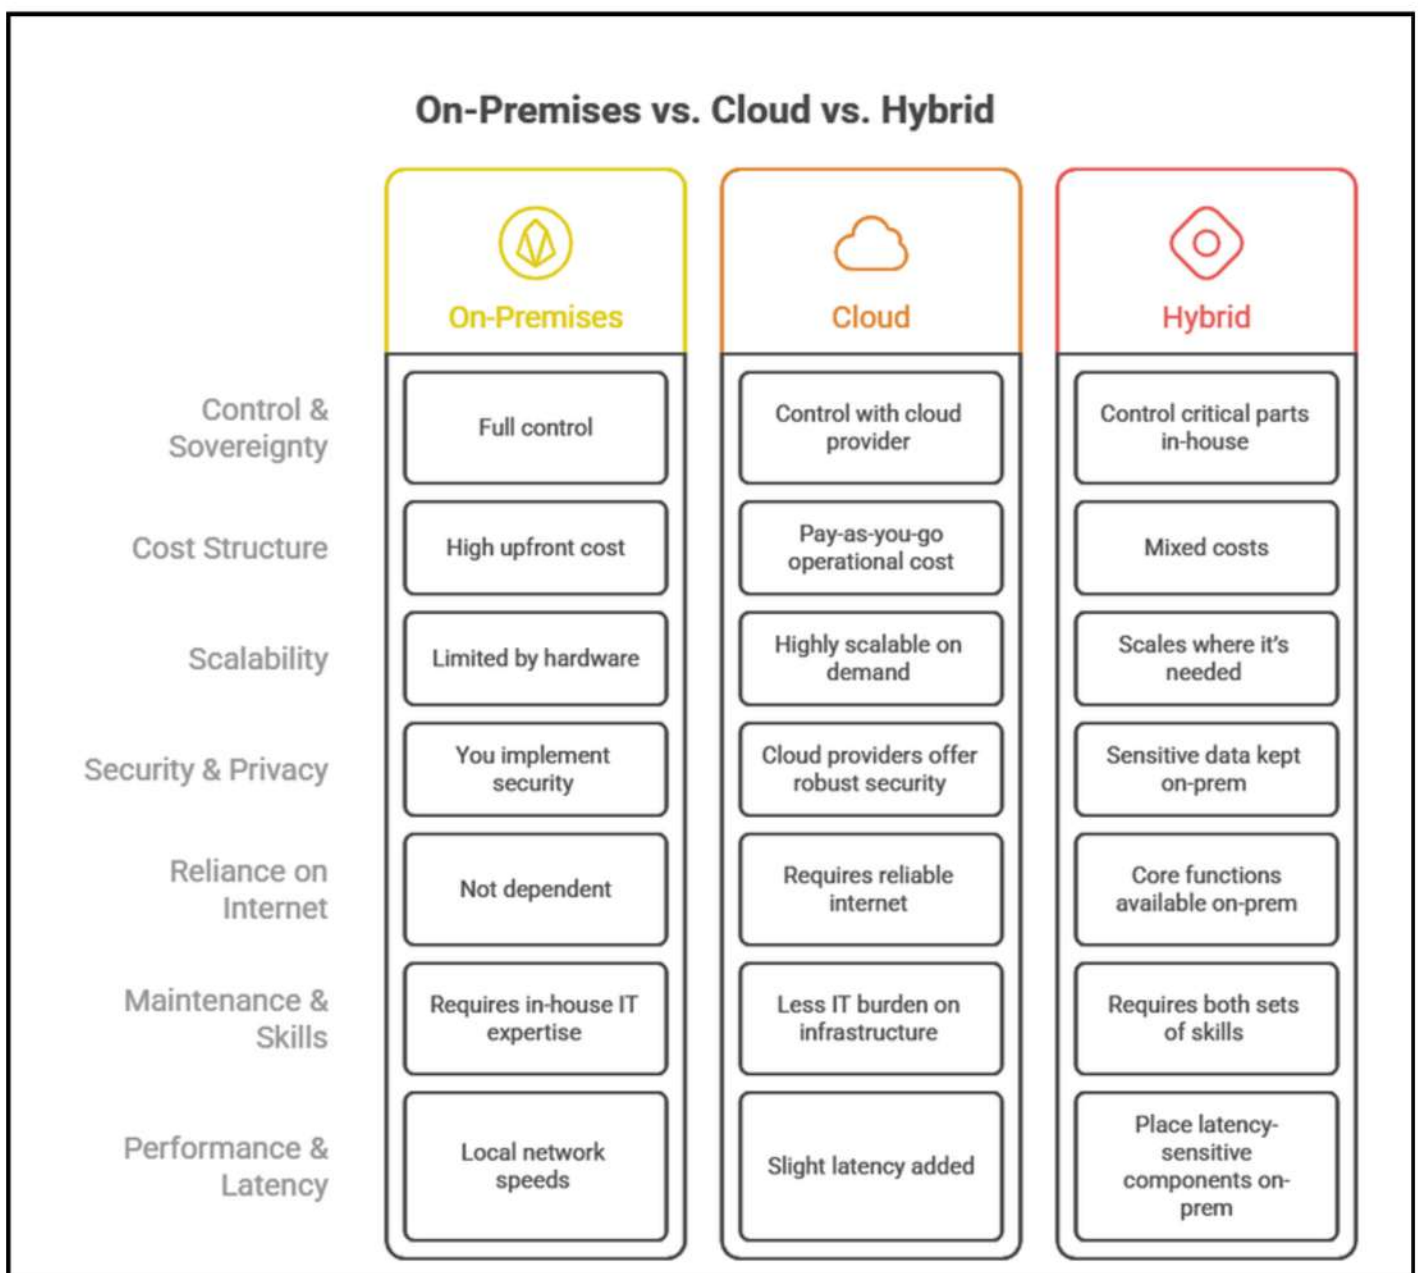 On-Premises vs. Cloud vs. Hybrid
On-Premises
Cloud
Hybrid
Control &
Sovereignty
Full control
Control with cloud
provider
Control critical parts
in-house
Cost Structure
High upfront cost
Pay-as-you-go
operational cost
Mixed costs
Scalability
Limited by hardware
Highly scalable on
demand
Scales where it's
needed
Security & Privacy
You implement
security
Cloud providers offer
robust security
Sensitive data kept
on-prem
Reliance on
Internet
Not dependent
Requires reliable
internet
Core functions
available on-prem
Maintenance &
Skills
Requires in-house IT
expertise
Less IT burden on
infrastructure
Requires both sets
of skills
Performance &
Latency
Local network
speeds
Slight latency added
Place latency-
sensitive
components on-
prem